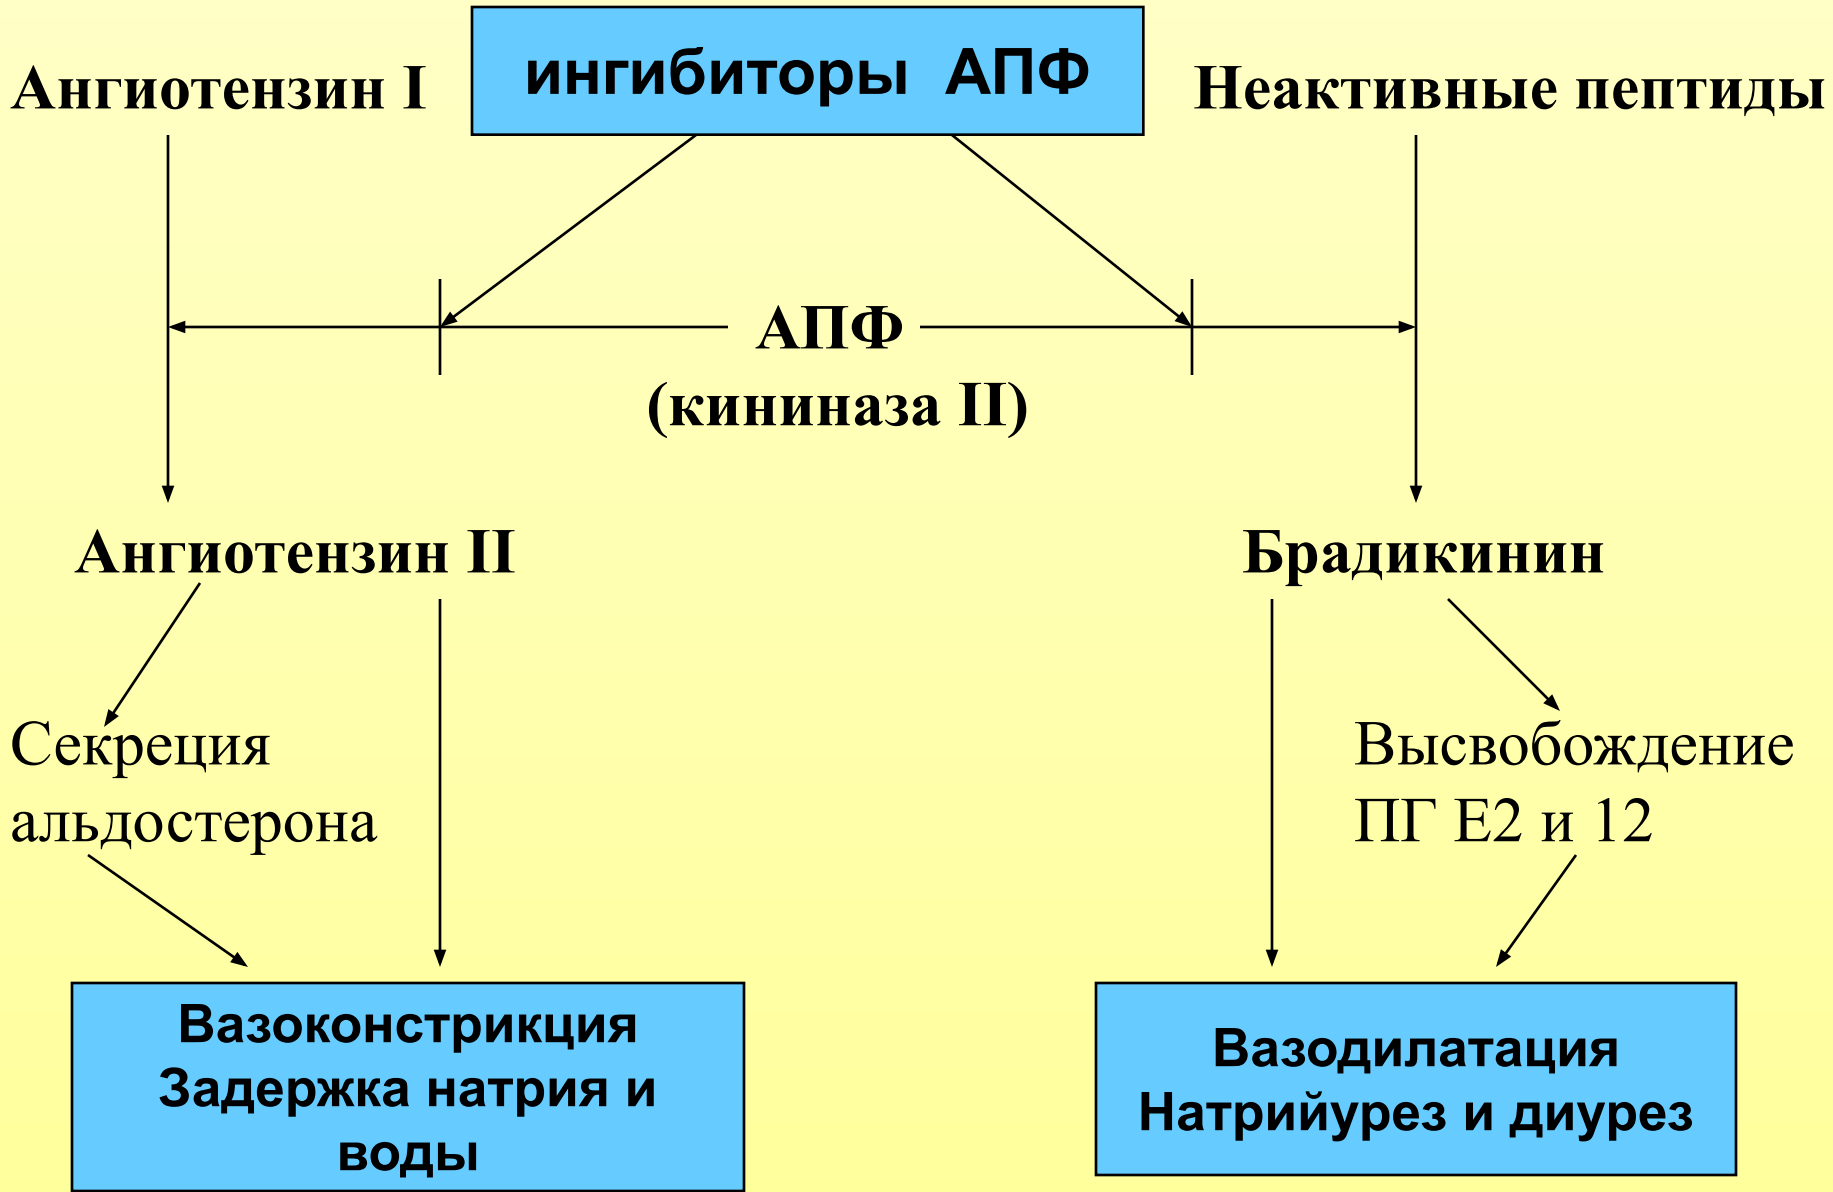 ингибиторы АПФ
Ангиотензин I
Неактивные пептиды
АПФ
(кининаза II)
Ангиотензин II
Брадикинин
Секреция
альдостерона
Высвобождение
ПГ Е2 и 12
Вазоконстрикция
Задержка натрия и
воды
Вазодилатация
Натрийурез и диурез